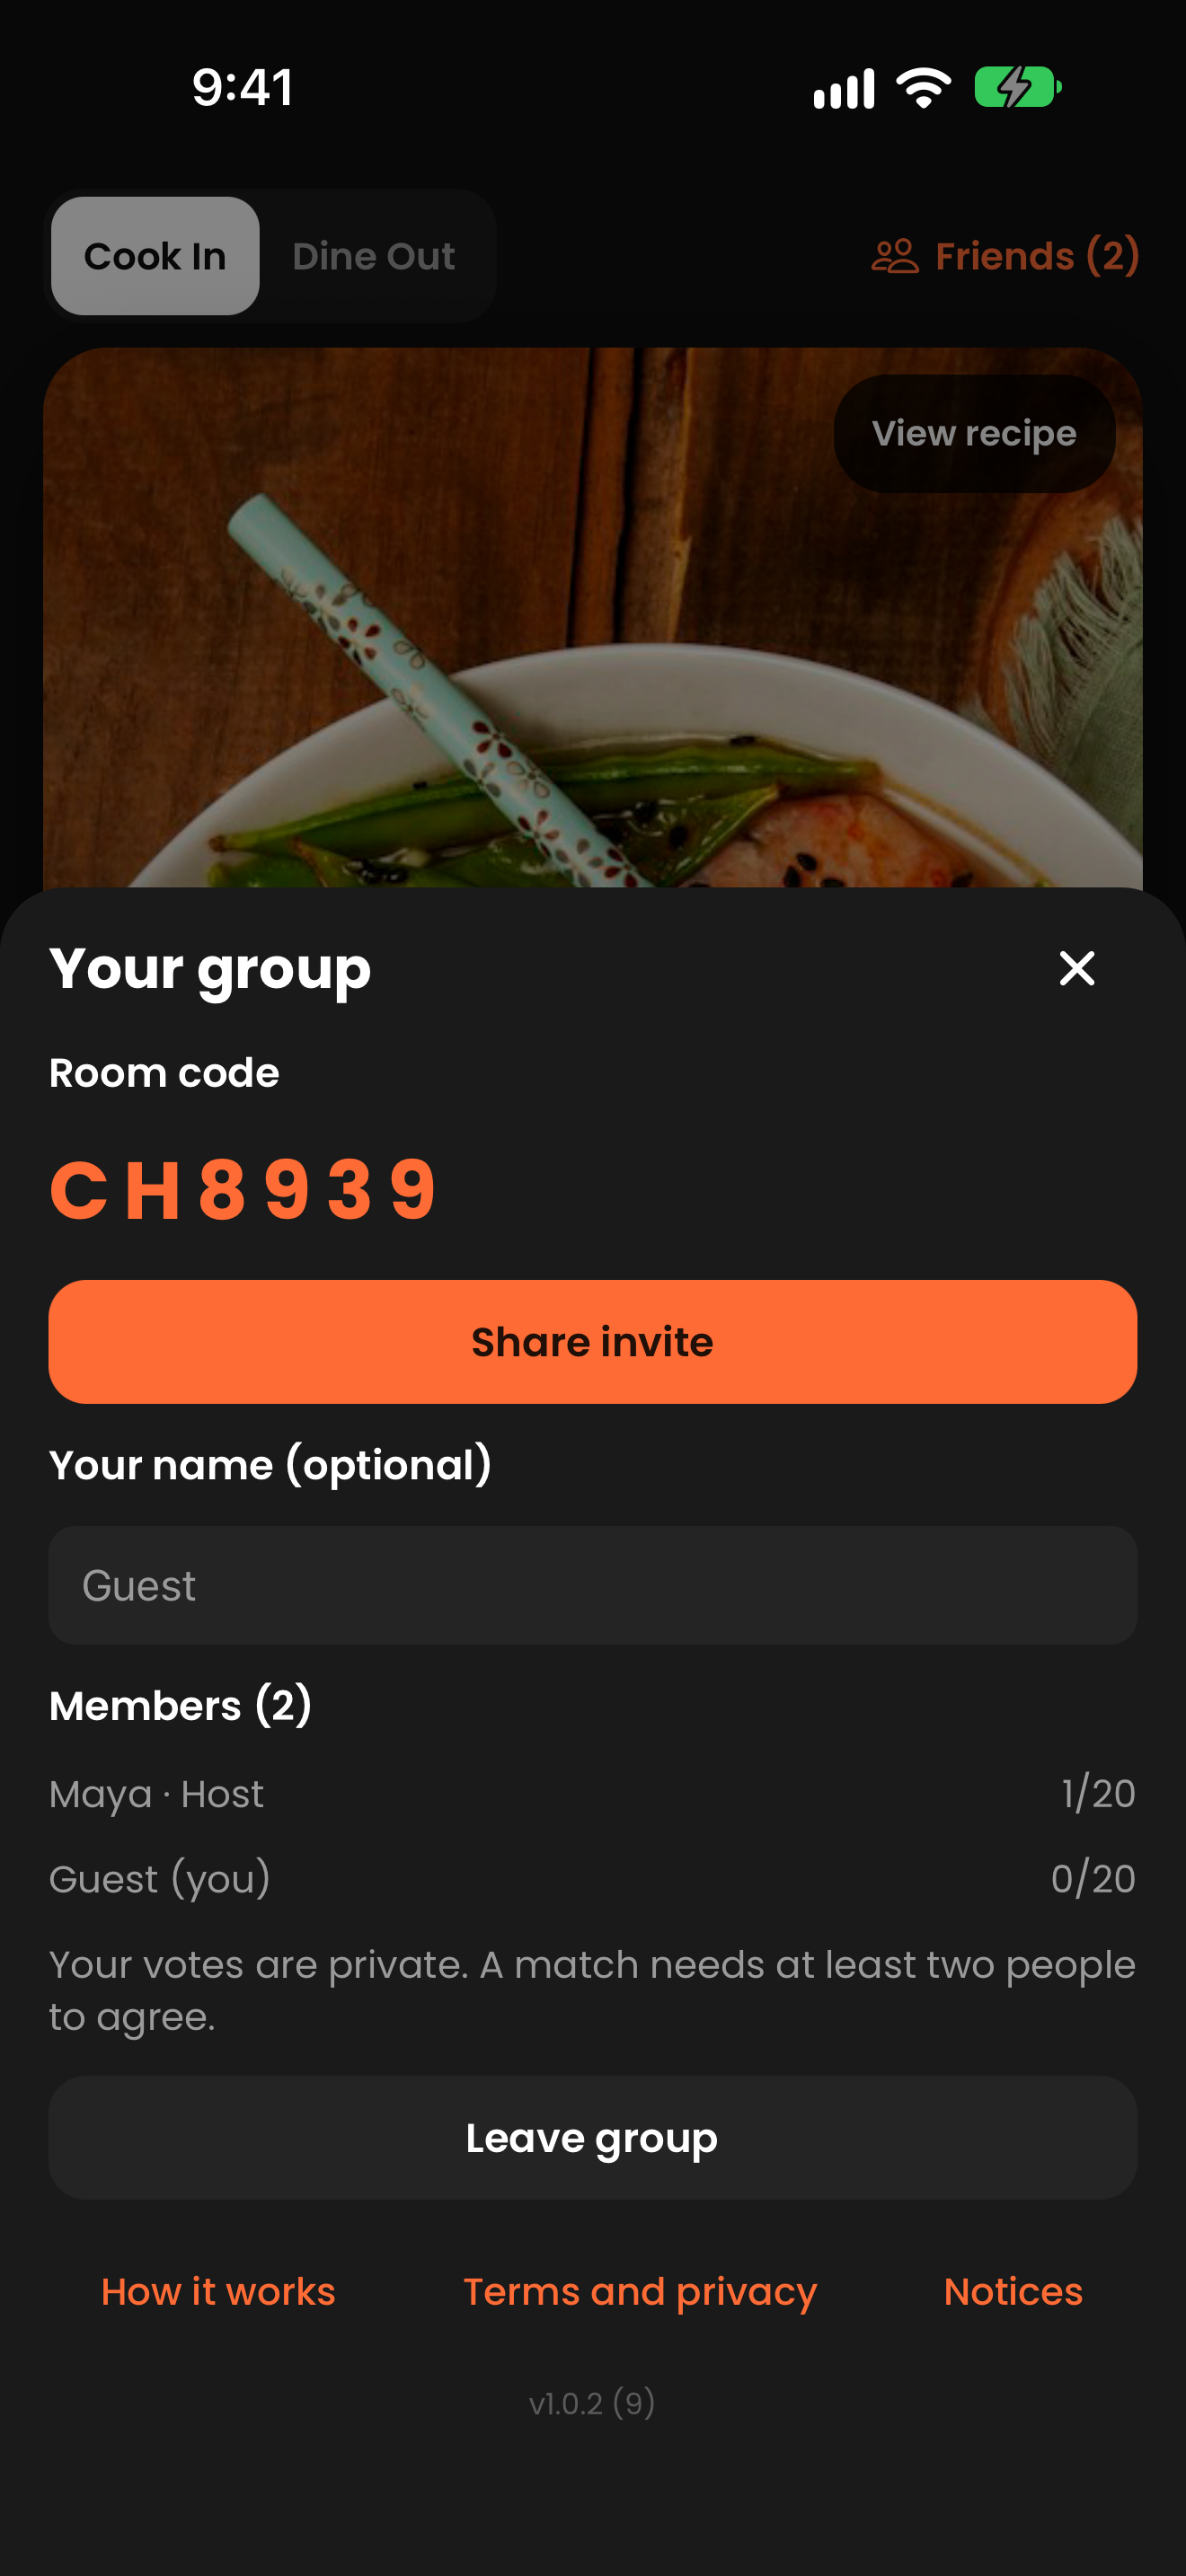 9:41
Cook In
Dine Out
Friends (2)
View recipe
Your group
Room code
CH8939
Share invite
Your name (optional)
Guest
Members (2)
Maya · Host
1/20
Guest (you)
0/20
Your votes are private. A match needs at least two people
to agree.
Leave group
How it works
Terms and privacy
Notices
v1.0.2 (9)